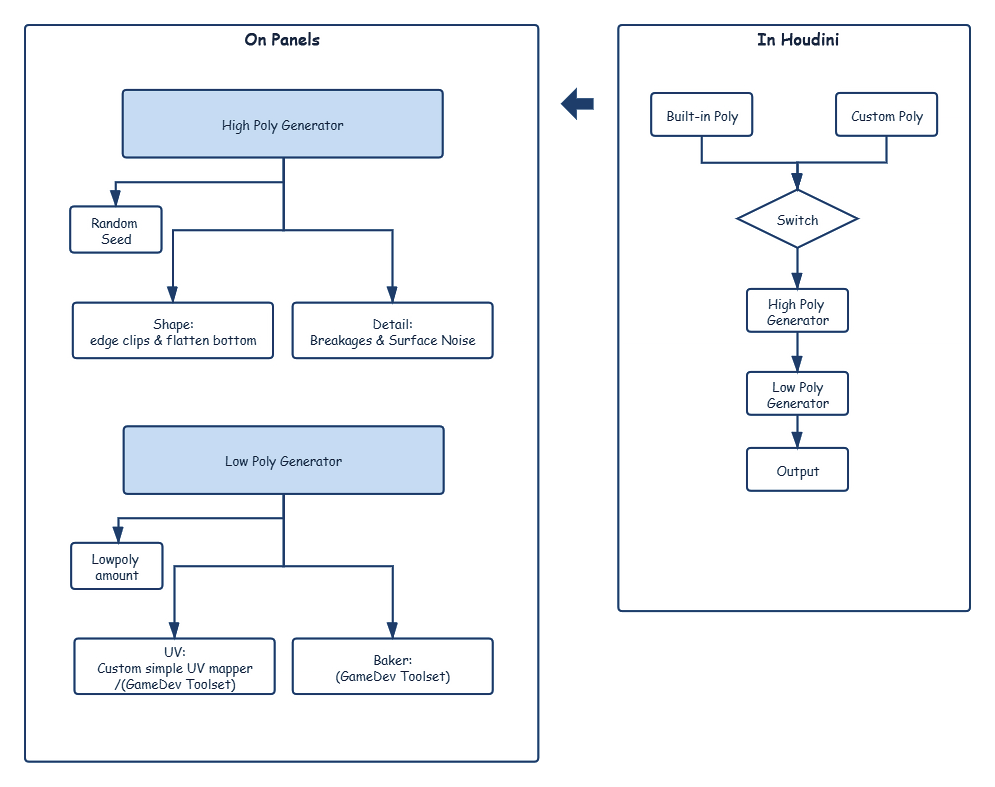 On Panels
High Poly Generator
Random
Seed
Shape:
edge clips & flatten bottom
Detail:
Breakages & Surface Noise
Low Poly Generator
Lowpoly
amount
UV:
Custom simple UV mapper
/(GameDev Toolset)
Baker:
(GameDev Toolset)
In Houdini
Built-in Poly
Custom Poly
Switch
High Poly
Generator
Low Poly
Generator
Output